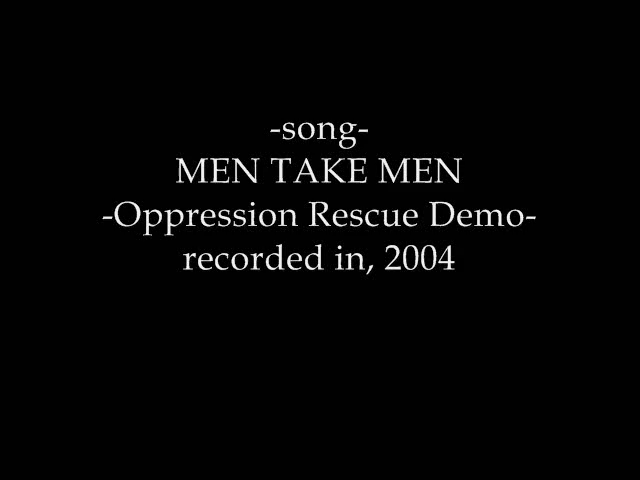 -song-
MEN TAKE MEN
-Oppression Rescue Demo-
recorded in, 2004